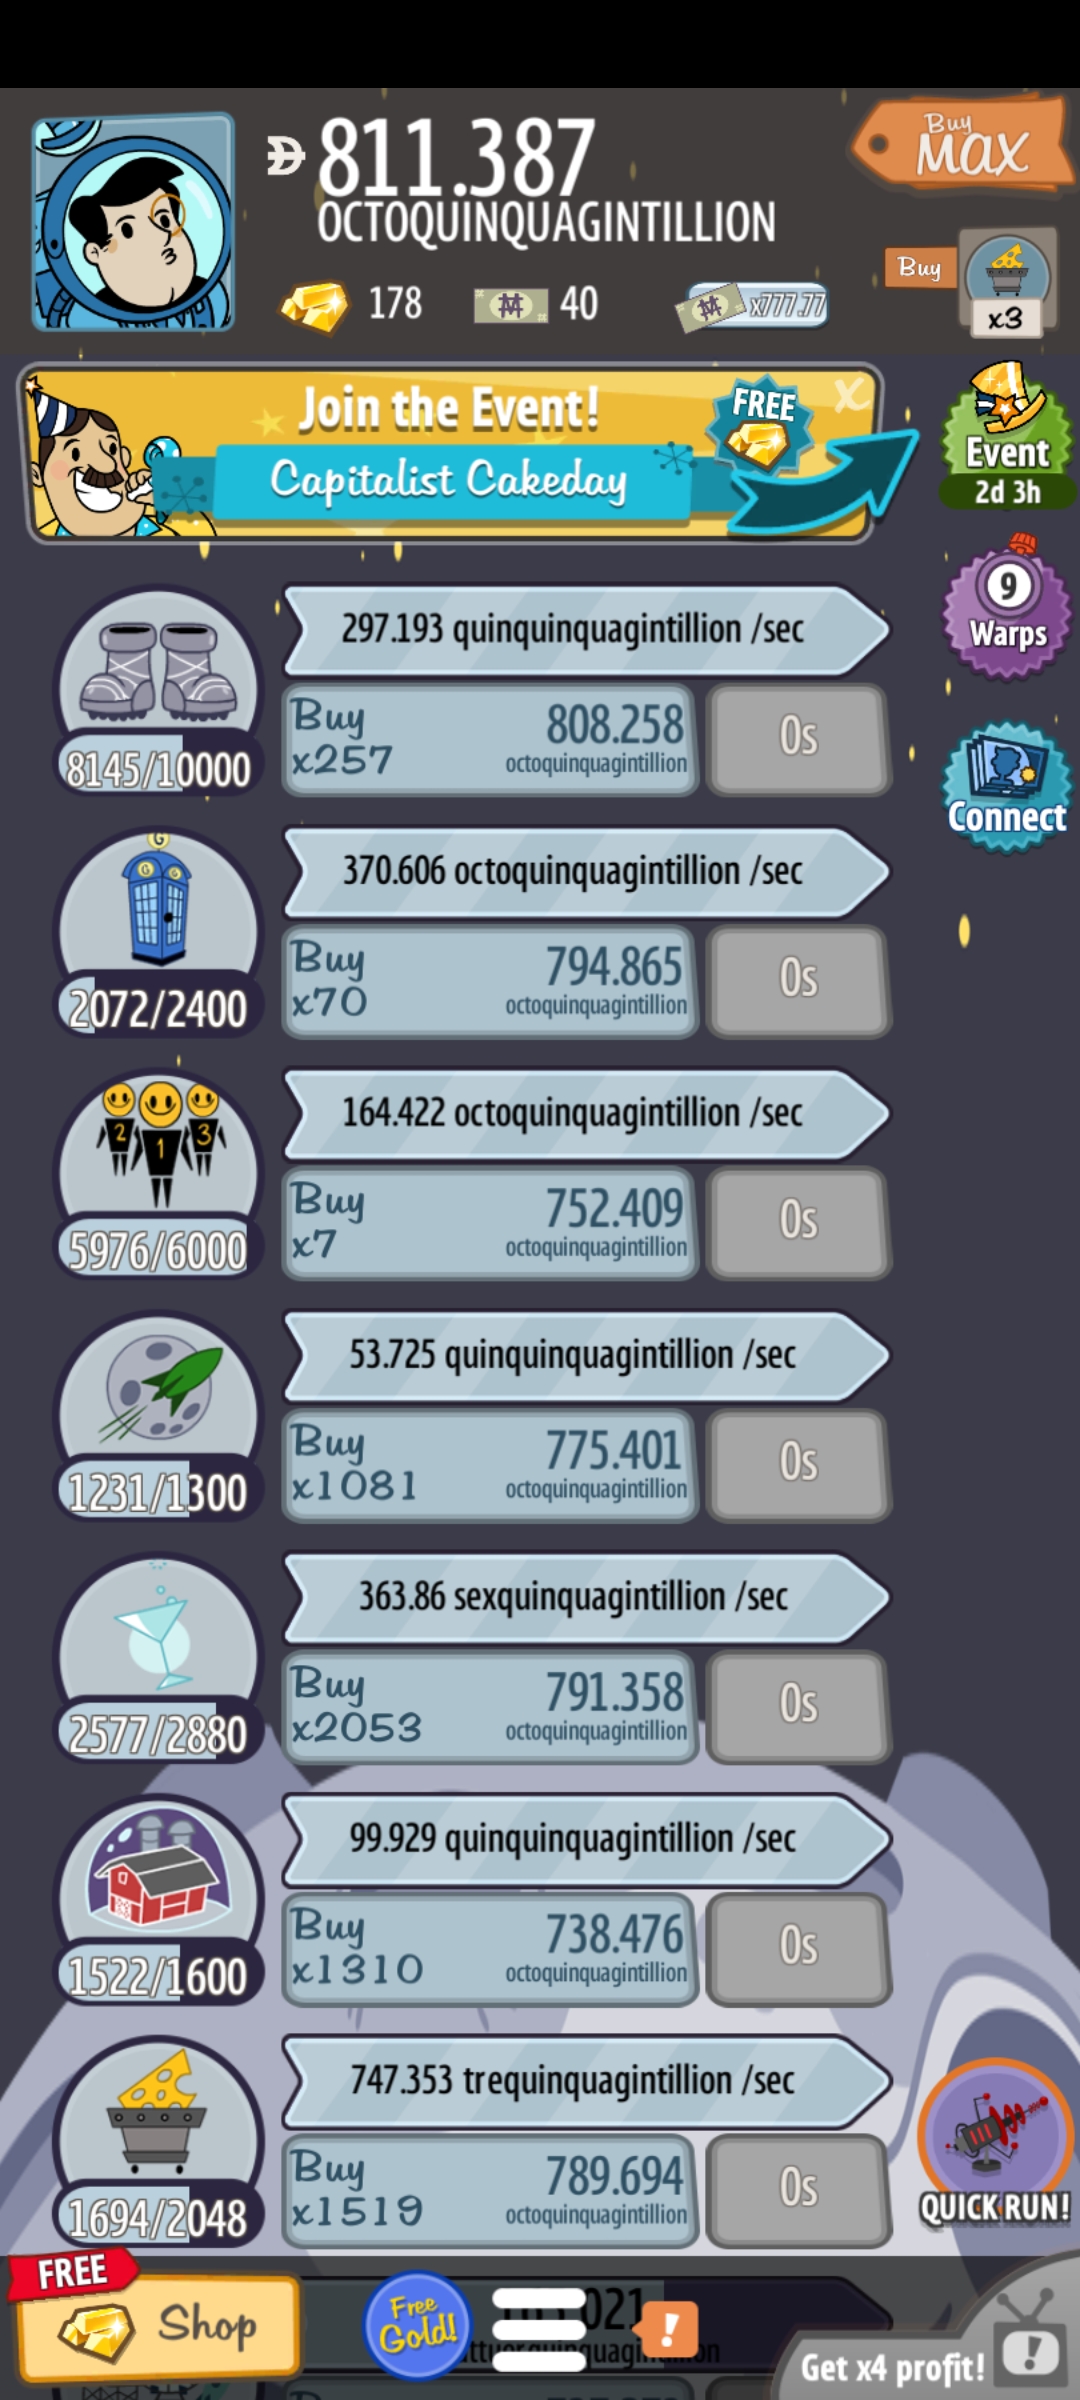 811.387
OCTOQUINQUAGINTILLION
Buy
MAX
178
40
x777.77
Buy
x3
Join the Event!
Capitalist Cakeday
FREE
X
Event
2d 3h
9
Warps
Connect
297.193 quinquinquagintillion /sec
8145/10000
Buy
x257
808.258
octoquinquagintillion
0s
370.606 octoquinquagintillion /sec
G
G G
2072/2400
Buy
x70
794.865
octoquinquagintillion
0s
164.422 octoquinquagintillion /sec
2 1 3
5976/6000
Buy
x7
752.409
octoquinquagintillion
0s
53.725 quinquinquagintillion /sec
1231/1300
Buy
x1081
775.401
octoquinquagintillion
0s
363.86 sexquinquagintillion /sec
2577/2880
Buy
x2053
791.358
octoquinquagintillion
0s
99.929 quinquinquagintillion /sec
1522/1600
Buy
x1310
738.476
octoquinquagintillion
0s
747.353 trequinquagintillion /sec
1694/2048
Buy
x1519
789.694
octoquinquagintillion
0s
QUICK RUN!
FREE
Shop
Free
Gold!
021
!
Get x4 profit!
!